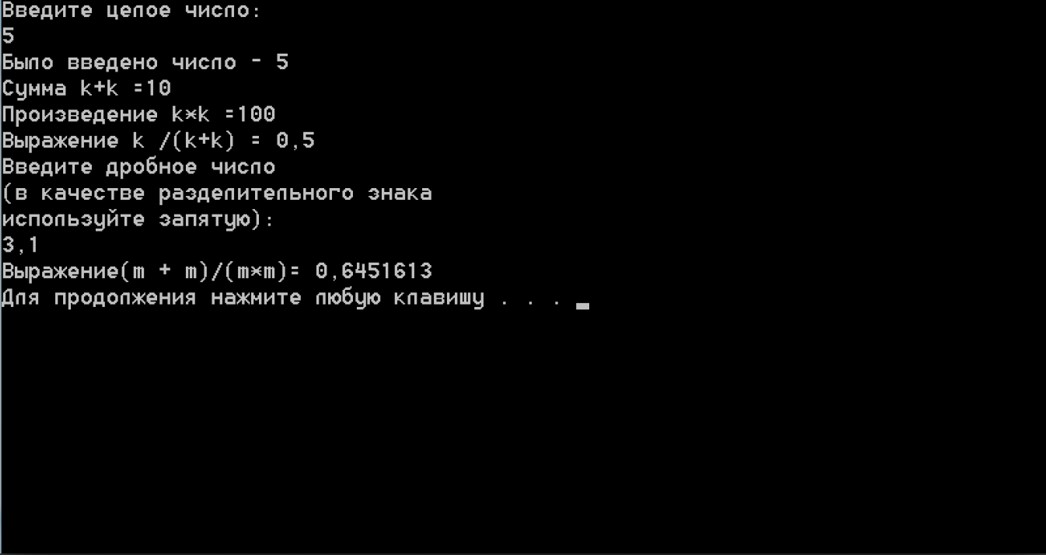 Введите целое число:
5
Было введено число - 5
Сумма k+k =10
Произведение k*k =100
Выражение k /(k+k) = 0,5
Введите дробное число
(в качестве разделительного знака
используйте запятую):
3,1
Выражение(m + m)/(m*m)= 0,6451613
Для продолжения нажмите любую клавишу . . .